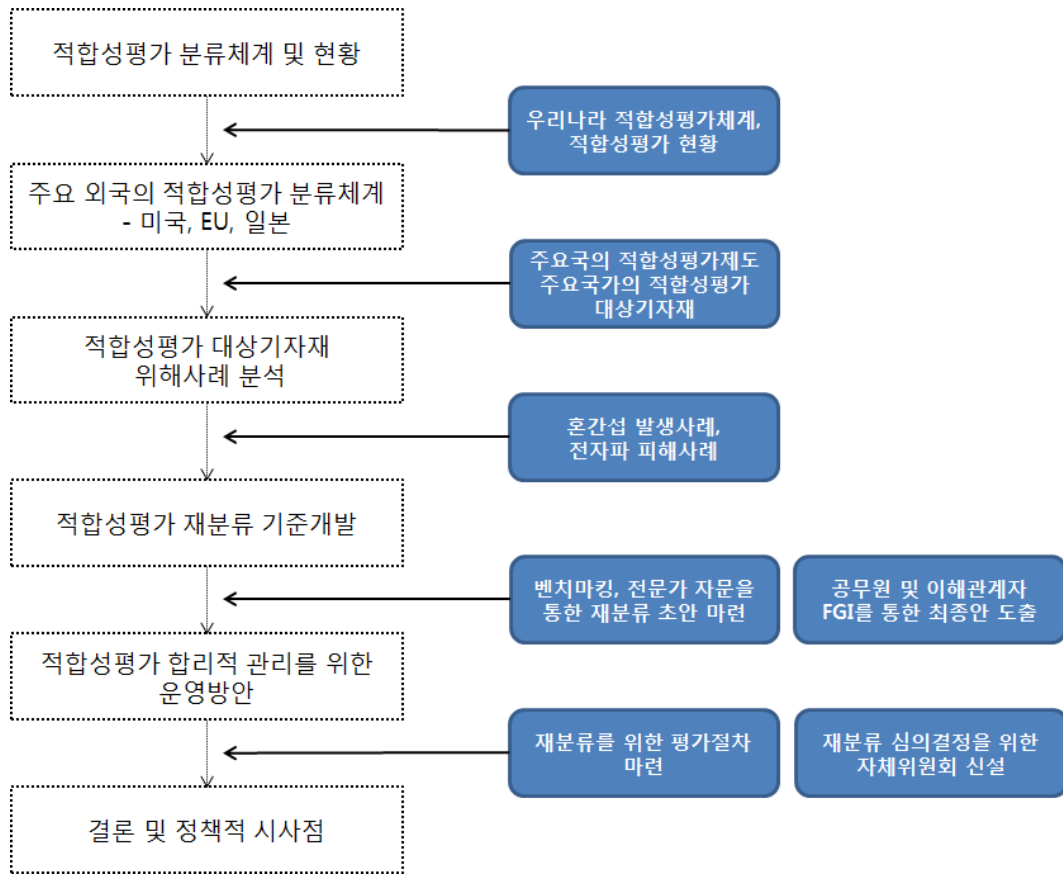 적합성평가 분류체계 및 현황
우리나라 적합성평가체계,
적합성평가 현황
주요 외국의 적합성평가 분류체계
- 미국, EU, 일본
주요국의 적합성평가제도
주요국가의 적합성평가
대상기자재
적합성평가 대상기자재
위해사례 분석
혼간섭 발생사례,
전자파 피해사례
적합성평가 재분류 기준개발
벤치마킹, 전문가 자문을
통한 재분류 초안 마련
공무원 및 이해관계자
FGI를 통한 최종안 도출
적합성평가 합리적 관리를 위한
운영방안
재분류를 위한 평가절차
마련
재분류 심의결정을 위한
자체위원회 신설
결론 및 정책적 시사점